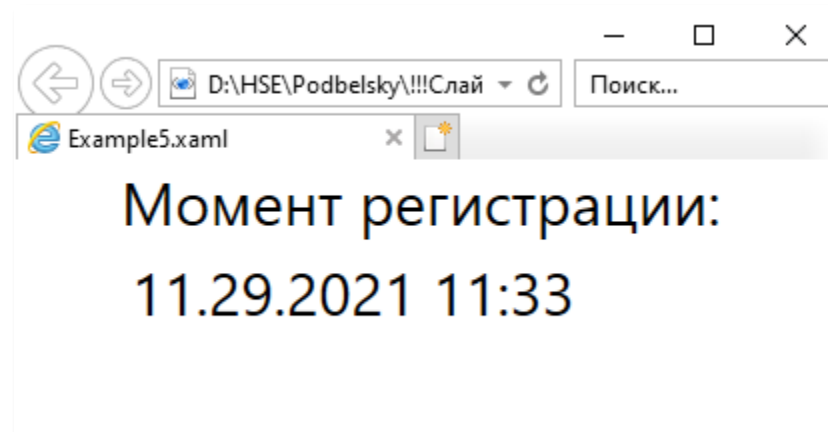 D:\HSE\Podbelsky\!!!Слай
Поиск...
Example5.xaml
Момент регистрации:
11.29.2021 11:33